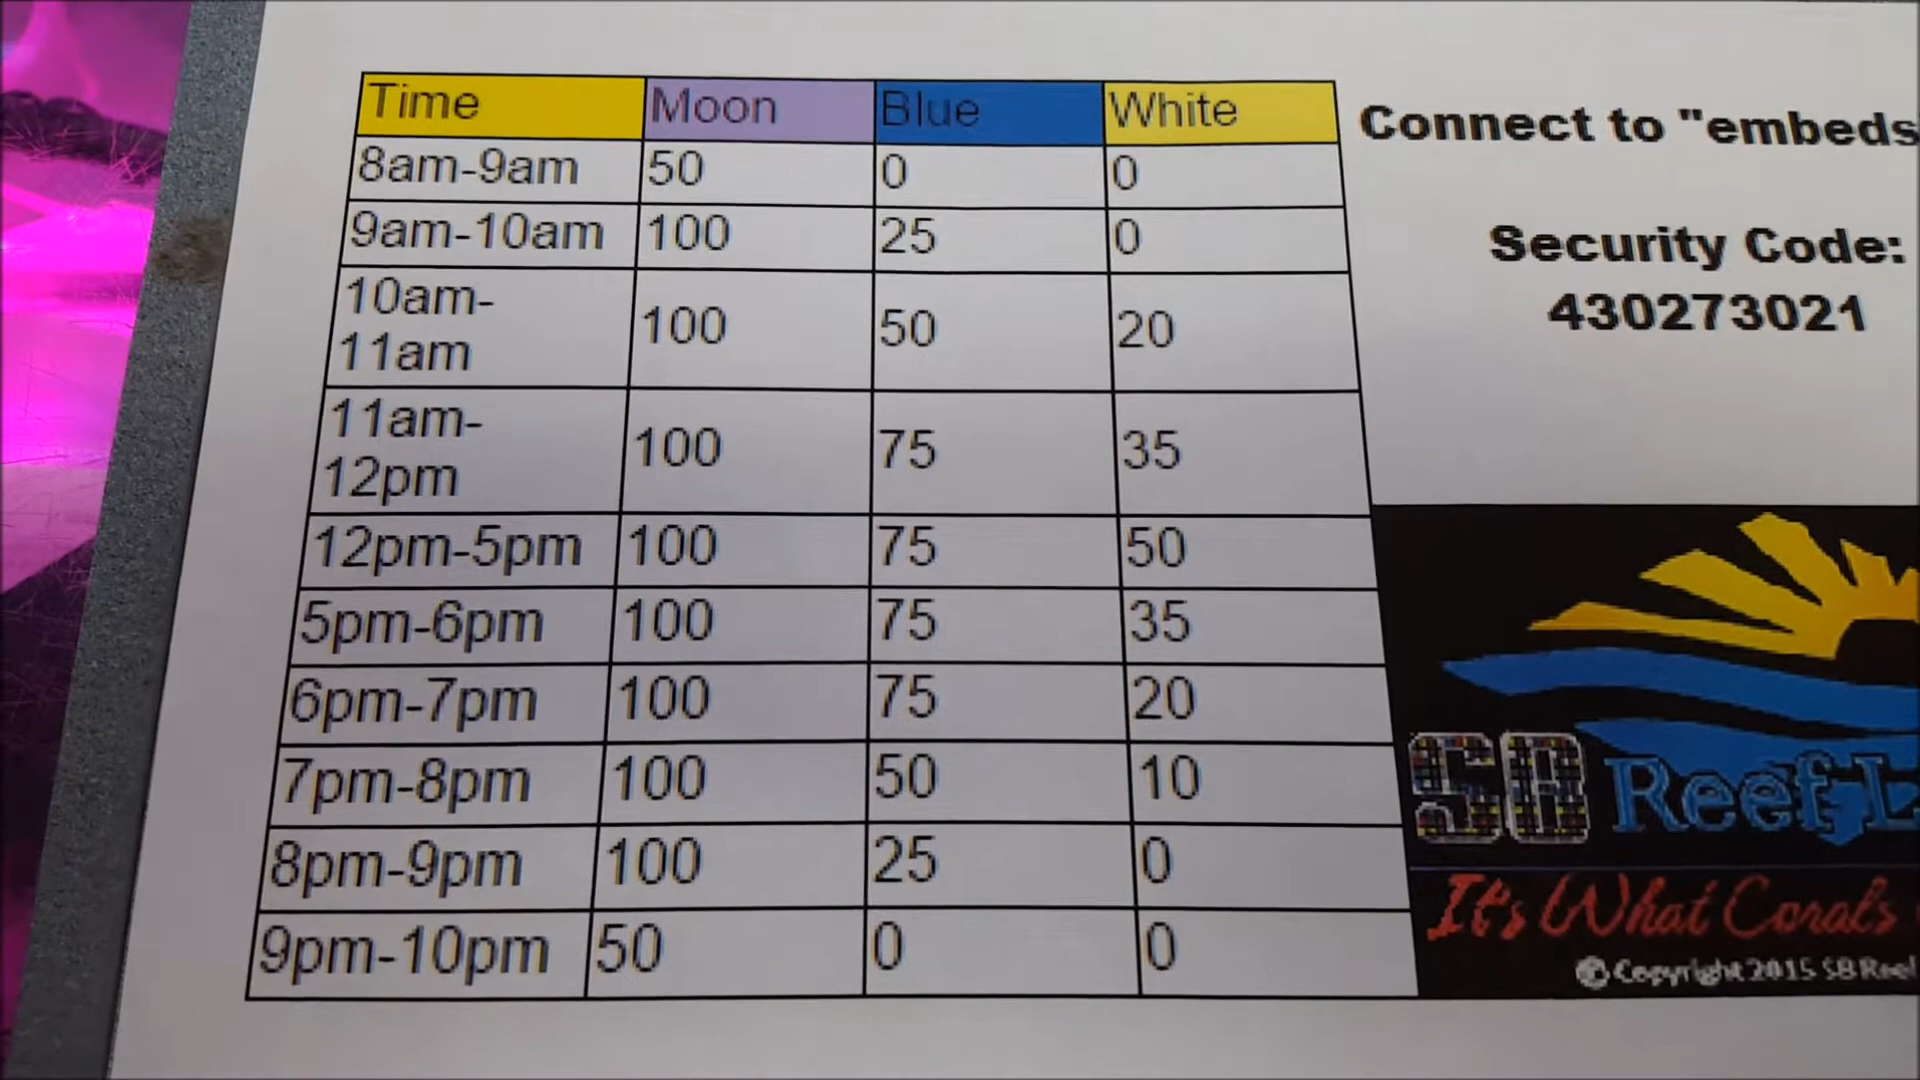 Time Moon Blue White
8am-9am 50 0 0
9am-10am 100 25 0
10am-
11am 100 50 20
11am-
12pm 100 75 35
12pm-5pm 100 75 50
5pm-6pm 100 75 35
6pm-7pm 100 75 20
7pm-8pm 100 50 10
8pm-9pm 100 25 0
9pm-10pm 50 0 0
Connect to "embeds
Security Code:
430273021
SB Reef L
It's What Corals
© Copyright 2015 SB Reef